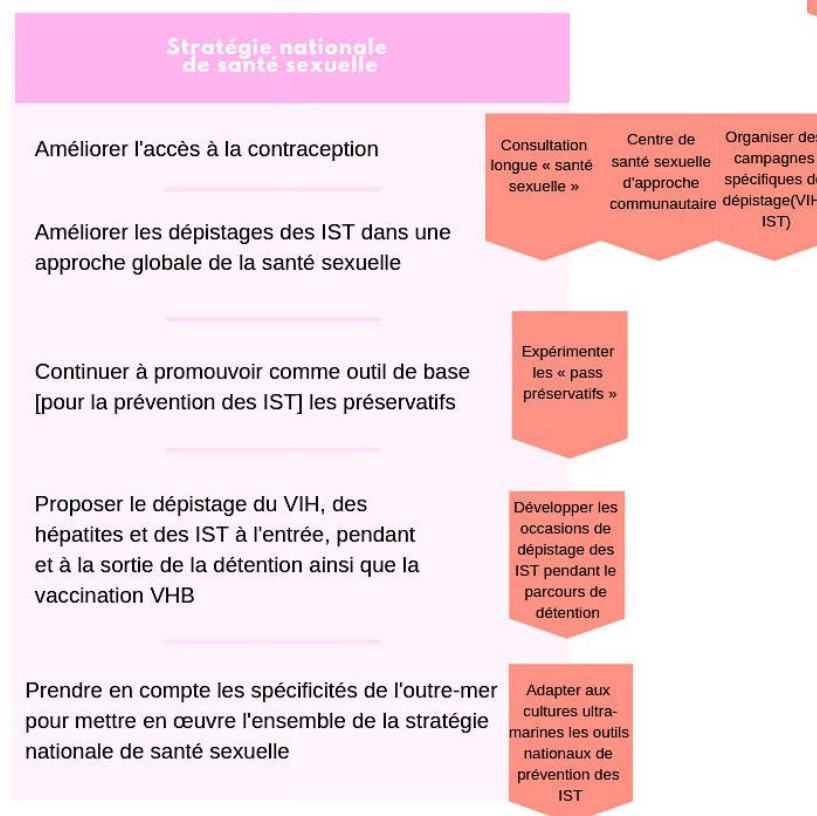 Stratégie nationale
de santé sexuelle
Améliorer l'accès à la contraception
Améliorer les dépistages des IST dans une
approche globale de la santé sexuelle
Consultation
longue « santé
sexuelle »
Centre de
santé sexuelle
d'approche
communautaire
Organiser des
campagnes
spécifiques de
dépistage(VIH
IST)
Continuer à promouvoir comme outil de base
[pour la prévention des IST] les préservatifs
Expérimenter
les « pass
préservatifs »
Proposer le dépistage du VIH, des
hépatites et des IST à l'entrée, pendant
et à la sortie de la détention ainsi que la
vaccination VHB
Développer les
occasions de
dépistage des
IST pendant le
parcours de
détention
Prendre en compte les spécificités de l'outre-mer
pour mettre en œuvre l'ensemble de la stratégie
nationale de santé sexuelle
Adapter aux
cultures ultra-
marines les outils
nationaux de
prévention des
IST